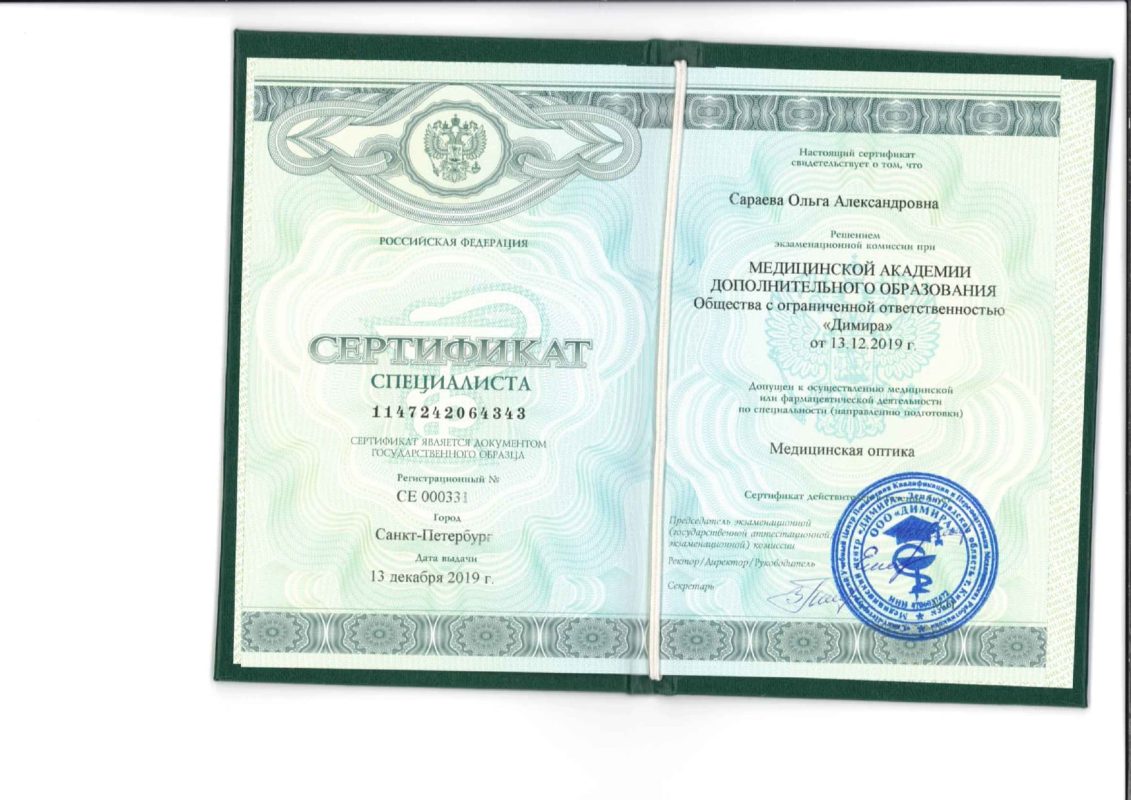 РОССИЙСКАЯ ФЕДЕРАЦИЯ
СЕРТИФИКАТ
СПЕЦИАЛИСТА
1147242064343
СЕРТИФИКАТ ЯВЛЯЕТСЯ ДОКУМЕНТОМ
ГОСУДАРСТВЕННОГО ОБРАЗЦА
Регистрационный №
СЕ 000331
Город
Санкт-Петербург
Дата выдачи
13 декабря 2019 г.
Настоящий сертификат
свидетельствует о том, что
Сараева Ольга Александровна
Решением
экзаменационной комиссии при
МЕДИЦИНСКОЙ АКАДЕМИИ
ДОПОЛНИТЕЛЬНОГО ОБРАЗОВАНИЯ
Общества с ограниченной ответственностью
«Димира»
от 13.12.2019 г.
Допущен к осуществлению медицинской
или фармацевтической деятельности
по специальности (направлению подготовки)
Медицинская оптика
Сертификат
Председатель экзаменационной
(государственной аттестационной,
экзаменационной) комиссии
Ректор/Директор/Руководитель
Секретарь
ООО «ДИМИРА»